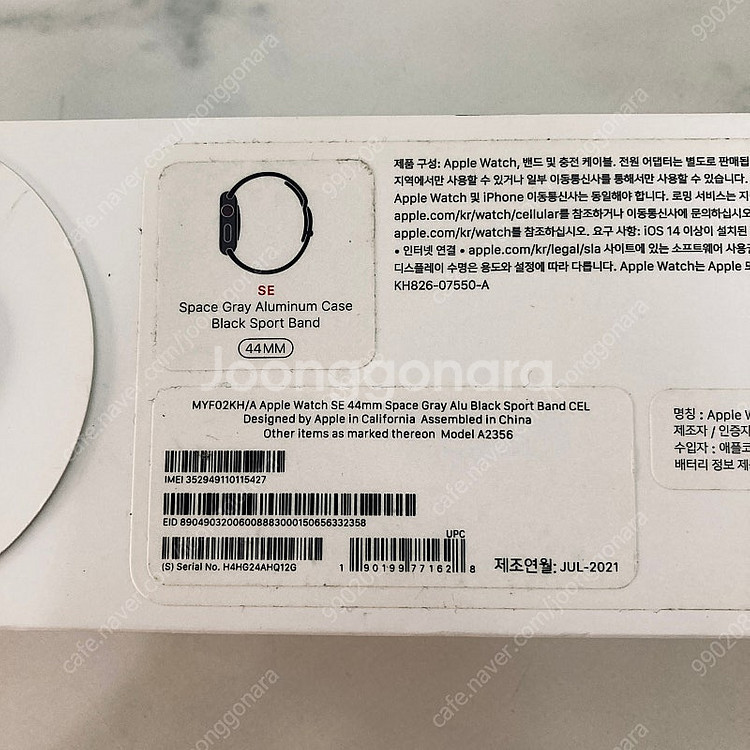 SE
Space Gray Aluminum Case
Black Sport Band
44MM
제품 구성: Apple Watch, 밴드 및 충전 케이블. 전원 어댑터는 별도로 판매됩
지역에서만 사용할 수 있거나 일부 이동통신사를 통해서만 사용할 수 있습니다.
Apple Watch 및 iPhone 이동통신사는 동일해야 합니다. 로밍 서비스는 지
apple.com/kr/watch/cellular를 참조하거나 이동통신사에 문의하십시오
apple.com/kr/watch를 참조하십시오. 요구 사항: iOS 14 이상이 설치된
• 인터넷 연결 • apple.com/kr/legal/sla 사이트에 있는 소프트웨어 사용권
디스플레이 수명은 용도와 설정에 따라 다릅니다. Apple Watch는 Apple
KH826-07550-A
Joonggonara
MYF02KH/A Apple Watch SE 44mm Space Gray Alu Black Sport Band CEL
Designed by Apple in California Assembled in China
Other items as marked thereon Model A2356
IMEI 352949110115427
EID 89049032006008883000150656332358
(S) Serial No. H4HG24AHQ12G
UPC
1 90199 77162 8
제조연월: JUL-2021
명칭 : Apple W
제조자 / 인증자
수입자 : 애플코
배터리 정보 제
cafe.naver.com/joonggonara